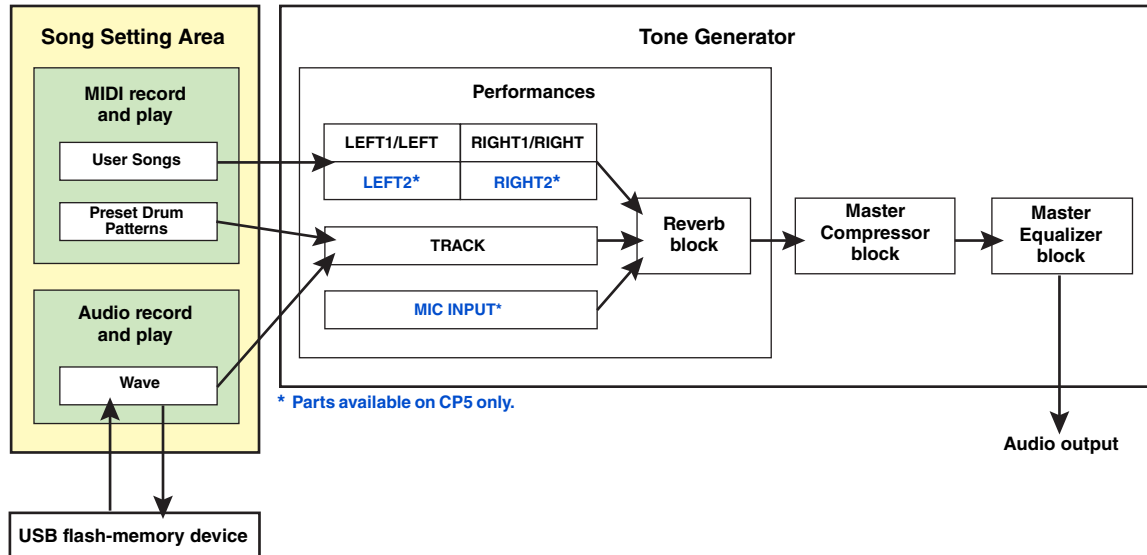 Song Setting Area
MIDI record
and play
User Songs
Preset Drum
Patterns
Audio record
and play
Wave
USB flash-memory device
Tone Generator
Performances
LEFT1/LEFT
RIGHT1/RIGHT
LEFT2*
RIGHT2*
TRACK
MIC INPUT*
Reverb
block
Master
Compressor
block
Master
Equalizer
block
* Parts available on CP5 only.
Audio output